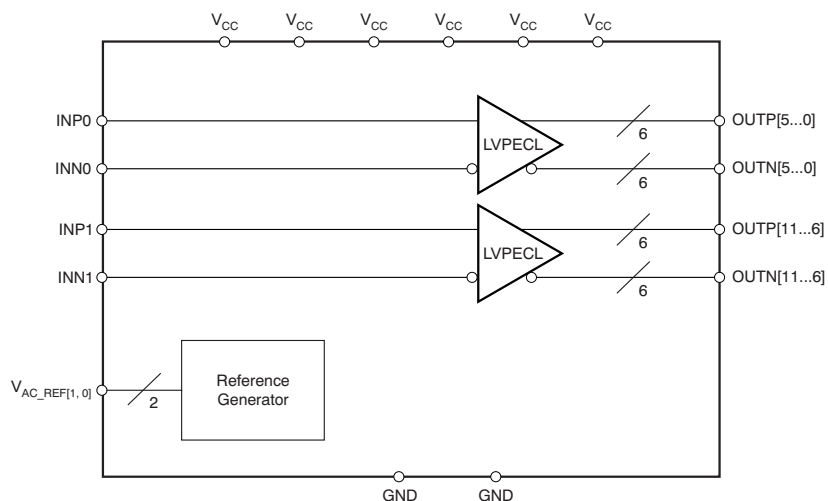 VCC VCC VCC VCC VCC VCC
INP0
LVPECL
6
OUTP[5...0]
INN0
6
OUTN[5...0]
INP1
LVPECL
6
OUTP[11...6]
INN1
6
OUTN[11...6]
VAC_REF[1, 0]
2
Reference
Generator
GND GND